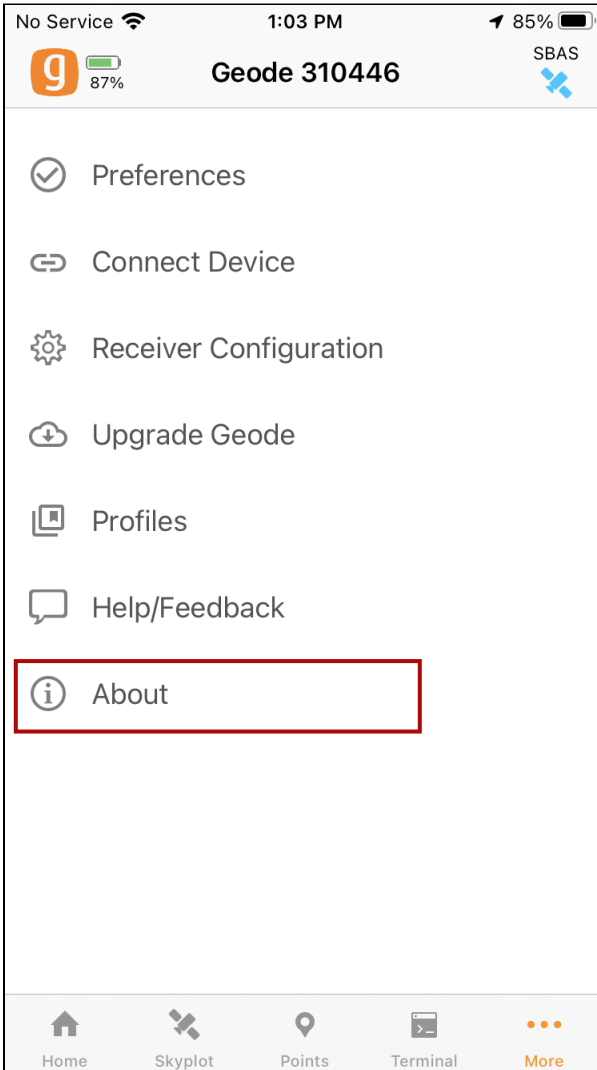 No Service 1:03 PM 85%
g 87% Geode 310446 SBAS
Preferences
Connect Device
Receiver Configuration
Upgrade Geode
Profiles
Help/Feedback
About
Home Skyplot Points Terminal More